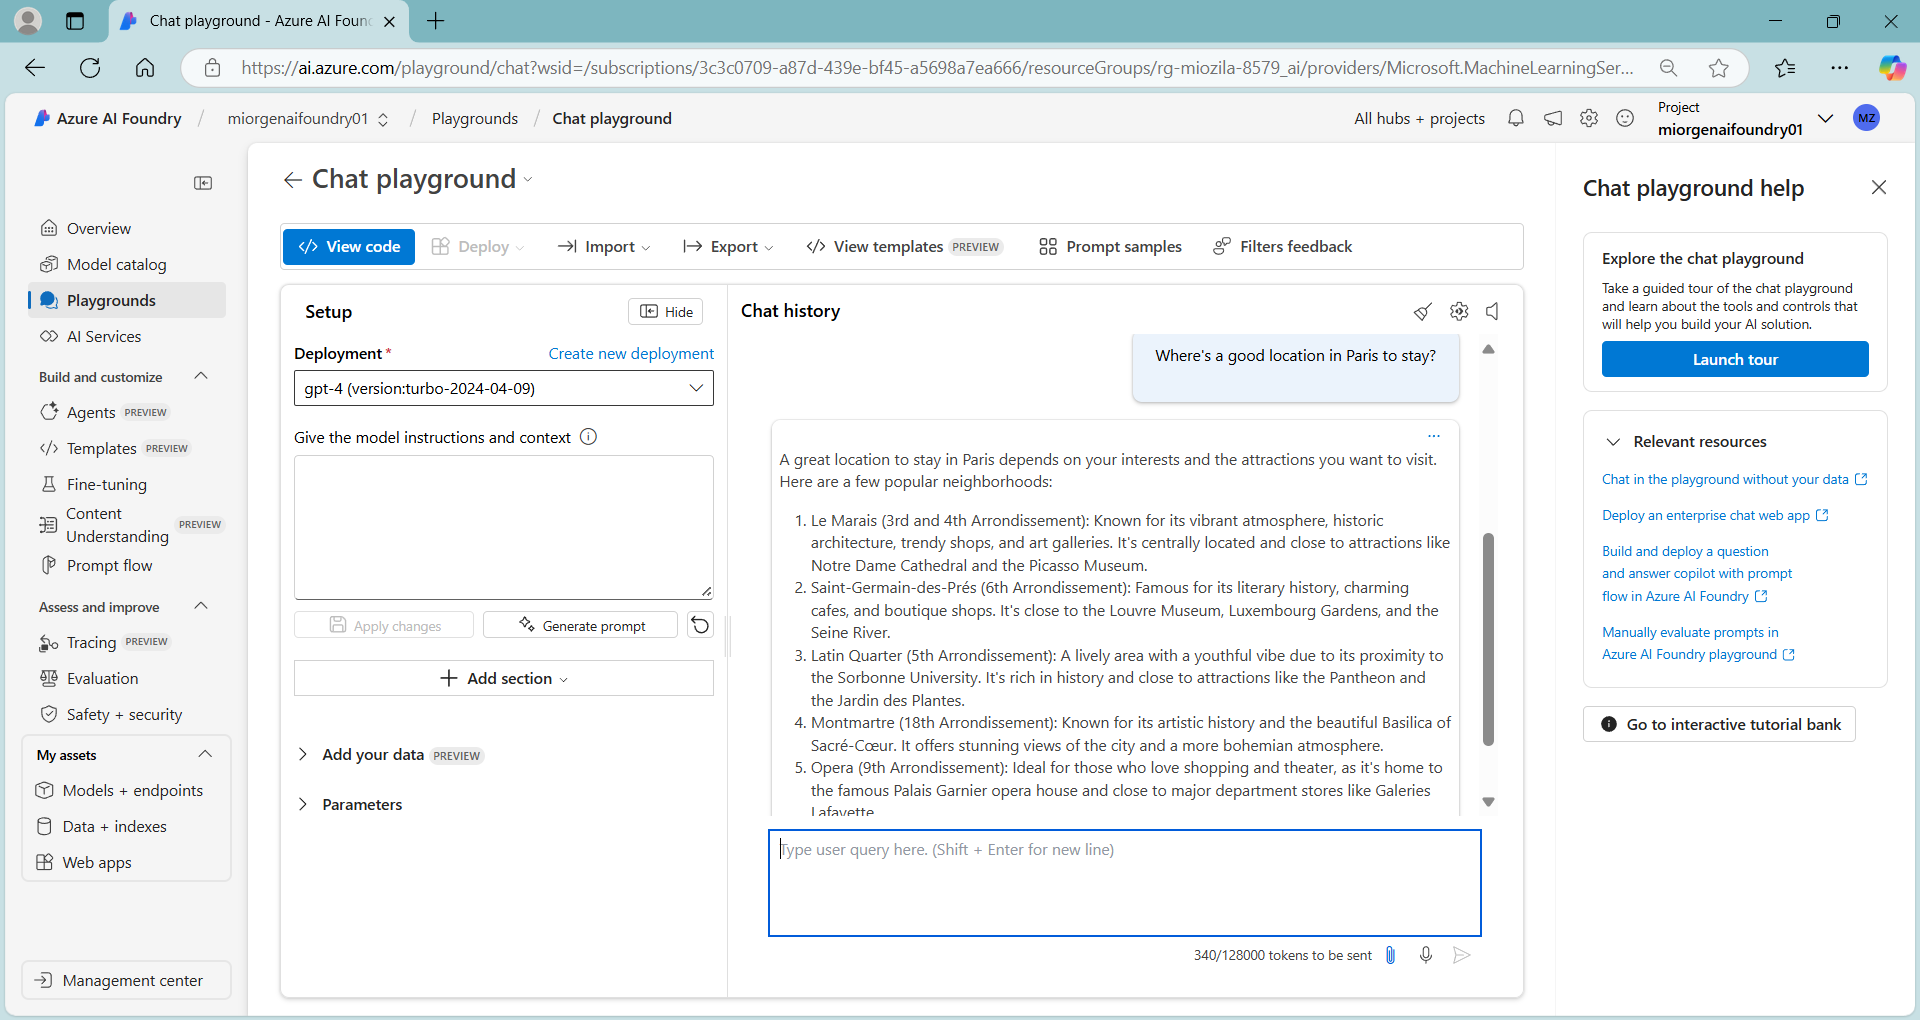 Chat playground - Azure AI Foun
https://ai.azure.com/playground/chat?wsid=/subscriptions/3c3c0709-a87d-439e-bf45-a5698a7ea666/resourceGroups/rg-miozila-8579_ai/providers/Microsoft.MachineLearningSer...
Azure AI Foundry / miorgenaifoundry01 / Playgrounds / Chat playground
All hubs + projects
Project
miorgenaifoundry01
MZ
Overview
Model catalog
Playgrounds
AI Services
Build and customize
Agents PREVIEW
Templates PREVIEW
Fine-tuning
Content
Understanding PREVIEW
Prompt flow
Assess and improve
Tracing PREVIEW
Evaluation
Safety + security
My assets
Models + endpoints
Data + indexes
Web apps
Management center
Chat playground
View code
Deploy
Import
Export
View templates PREVIEW
Prompt samples
Filters feedback
Setup
Hide
Deployment *
Create new deployment
gpt-4 (version:turbo-2024-04-09)
Give the model instructions and context
Apply changes
Generate prompt
Add section
Add your data PREVIEW
Parameters
Chat history
Where's a good location in Paris to stay?
...
A great location to stay in Paris depends on your interests and the attractions you want to visit.
Here are a few popular neighborhoods:
1. Le Marais (3rd and 4th Arrondissement): Known for its vibrant atmosphere, historic
architecture, trendy shops, and art galleries. It's centrally located and close to attractions like
Notre Dame Cathedral and the Picasso Museum.
2. Saint-Germain-des-Prés (6th Arrondissement): Famous for its literary history, charming
cafes, and boutique shops. It's close to the Louvre Museum, Luxembourg Gardens, and the
Seine River.
3. Latin Quarter (5th Arrondissement): A lively area with a youthful vibe due to its proximity to
the Sorbonne University. It's rich in history and close to attractions like the Pantheon and
the Jardin des Plantes.
4. Montmartre (18th Arrondissement): Known for its artistic history and the beautiful Basilica of
Sacré-Cœur. It offers stunning views of the city and a more bohemian atmosphere.
5. Opera (9th Arrondissement): Ideal for those who love shopping and theater, as it's home to
the famous Palais Garnier opera house and close to major department stores like Galeries
Lafayette.
Type user query here. (Shift + Enter for new line)
340/128000 tokens to be sent
Chat playground help
Explore the chat playground
Take a guided tour of the chat playground
and learn about the tools and controls that
will help you build your AI solution.
Launch tour
Relevant resources
Chat in the playground without your data
Deploy an enterprise chat web app
Build and deploy a question
and answer copilot with prompt
flow in Azure AI Foundry
Manually evaluate prompts in
Azure AI Foundry playground
Go to interactive tutorial bank